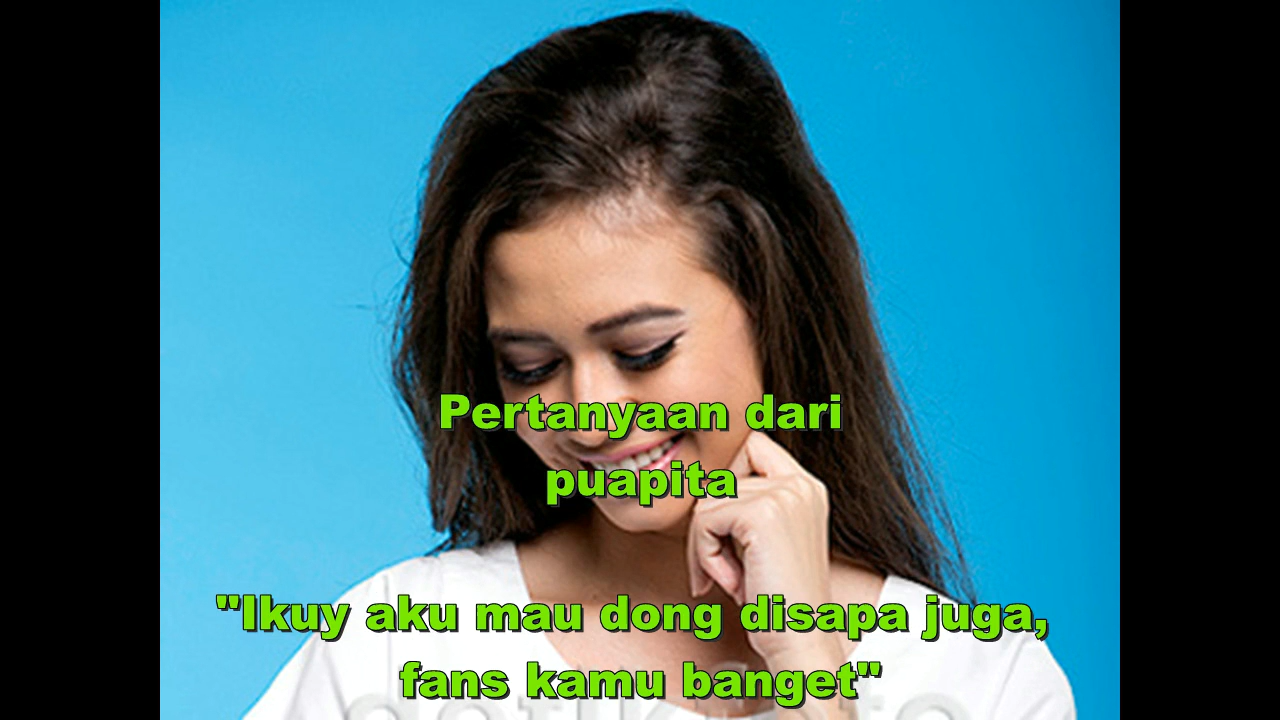 Pertanyaan dari
puapita
"Ikuy aku mau dong disapa juga,
fans kamu banget"